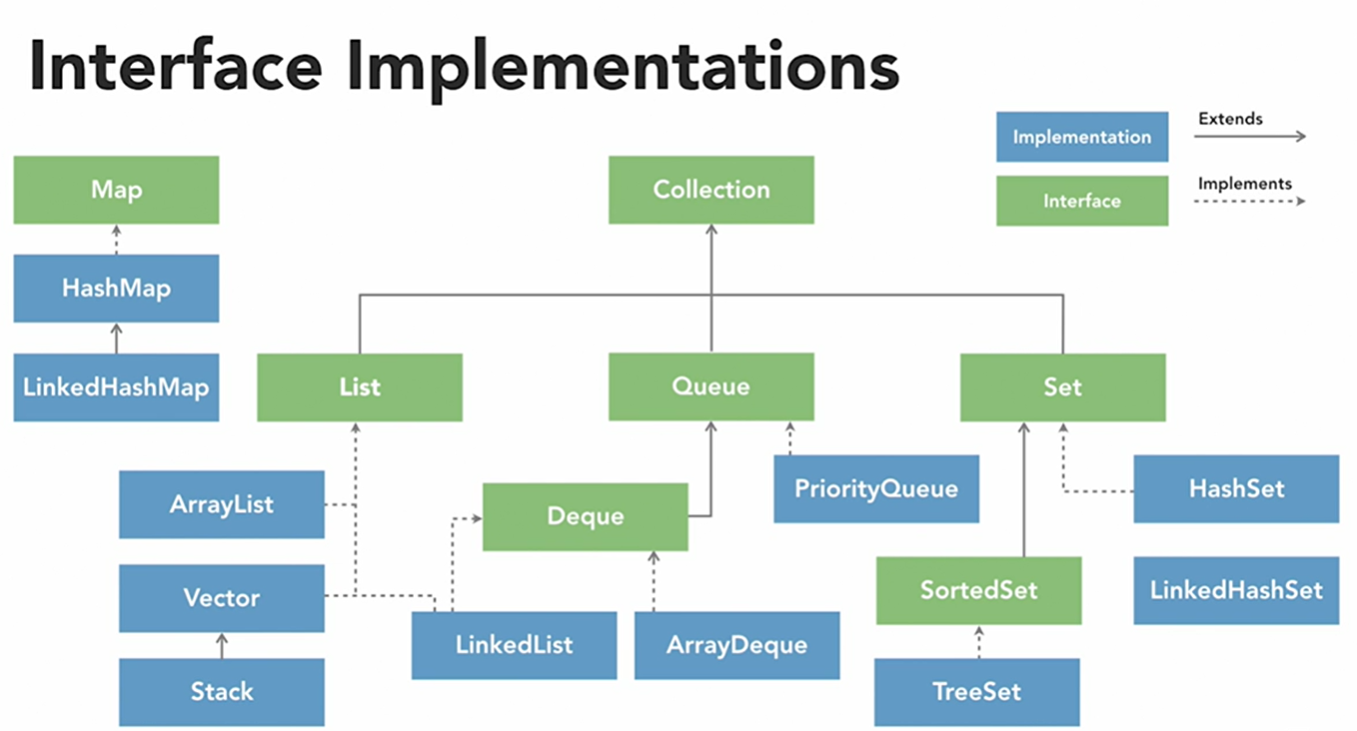 Interface Implementations
Implementation
Extends
Interface
Implements
Map
Collection
HashMap
LinkedHashMap
List
Queue
Set
ArrayList
Deque
PriorityQueue
HashSet
Vector
SortedSet
LinkedHashSet
LinkedList
ArrayDeque
Stack
TreeSet